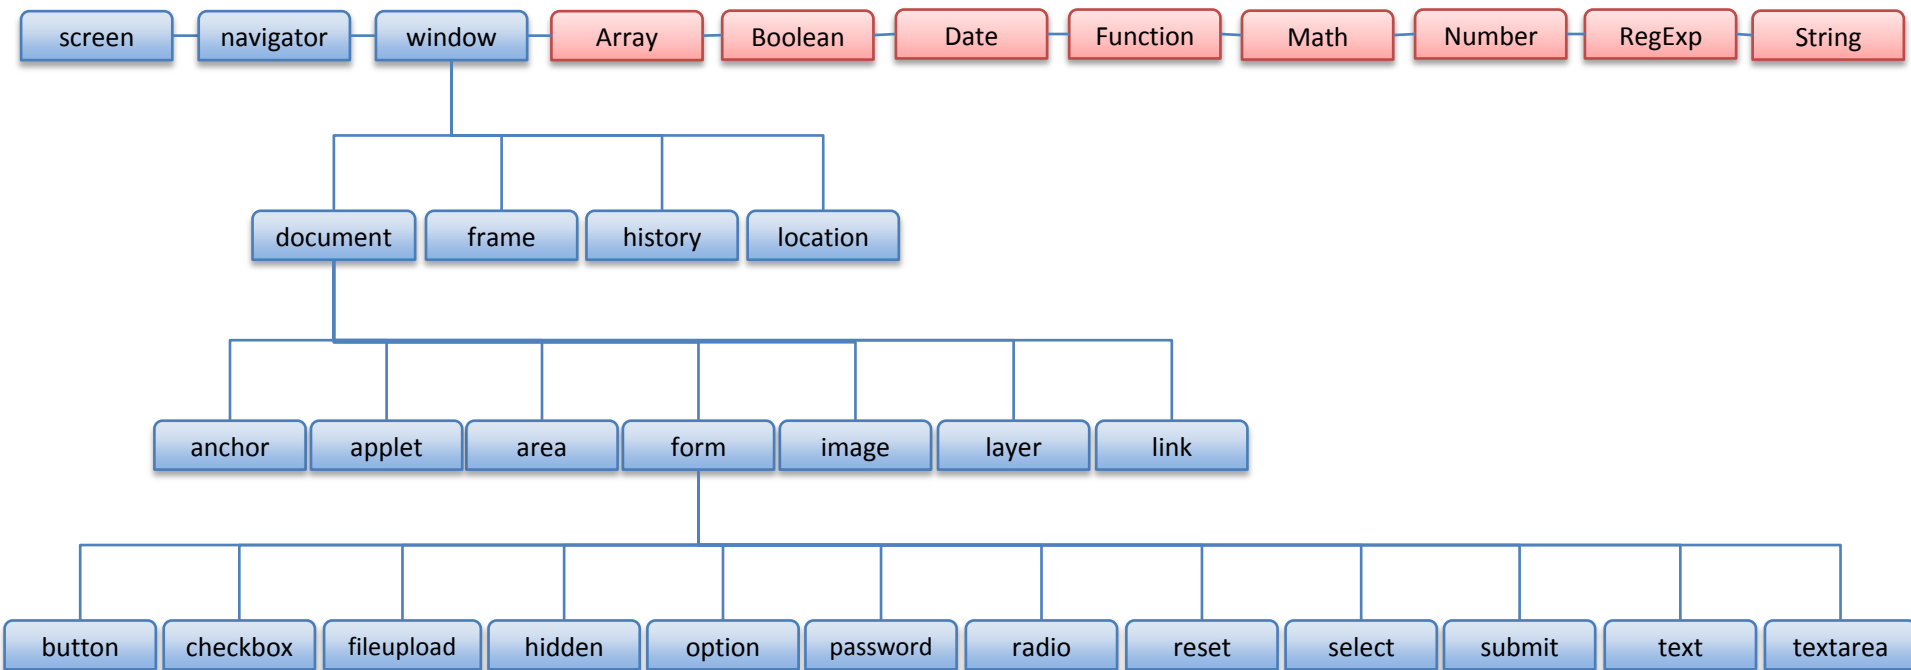 screen navigator window Array Boolean Date Function Math Number RegExp String
document frame history location
anchor applet area form image layer link
button checkbox fileupload hidden option password radio reset select submit text textarea